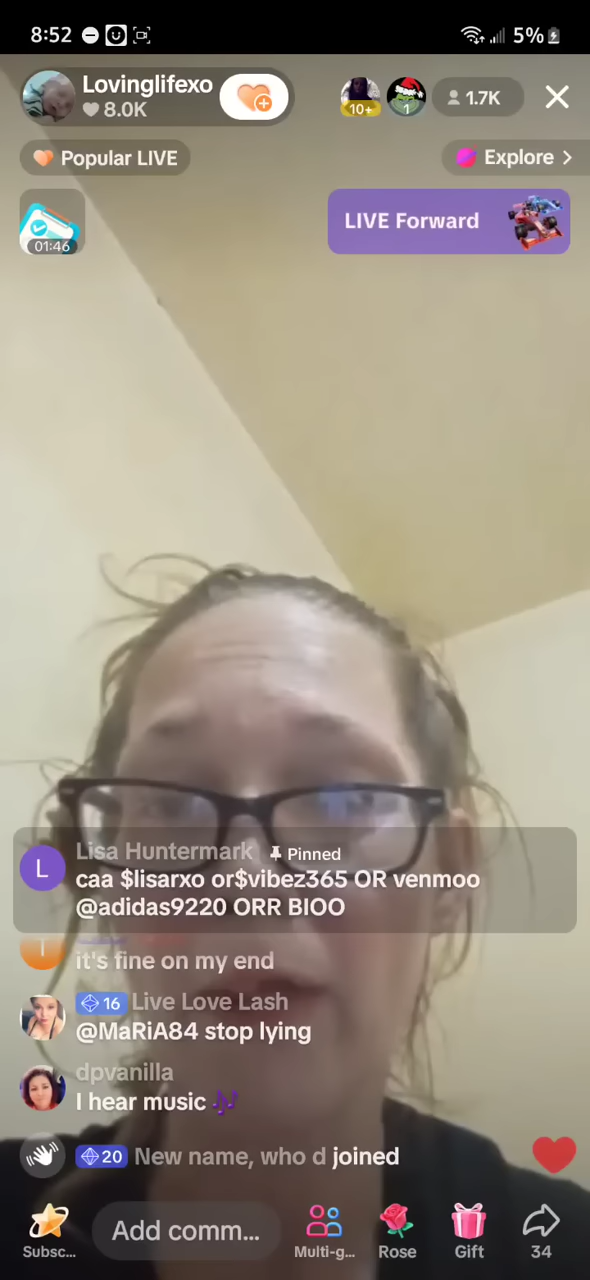 8:52
5%
Lovinglifexo
8.0K
10+
1
1.7K
Popular LIVE
Explore >
01:46
LIVE Forward
L
Lisa Huntermark Pinned
caa $lisarxo or$vibez365 OR venmoo
@adidas9220 ORR BIOO
it's fine on my end
16 Live Love Lash
@MaRiA84 stop lying
dpvanilla
I hear music 🎶
20 New name, who d joined
Add comm...
Subsc...
Multi-g...
Rose
Gift
34